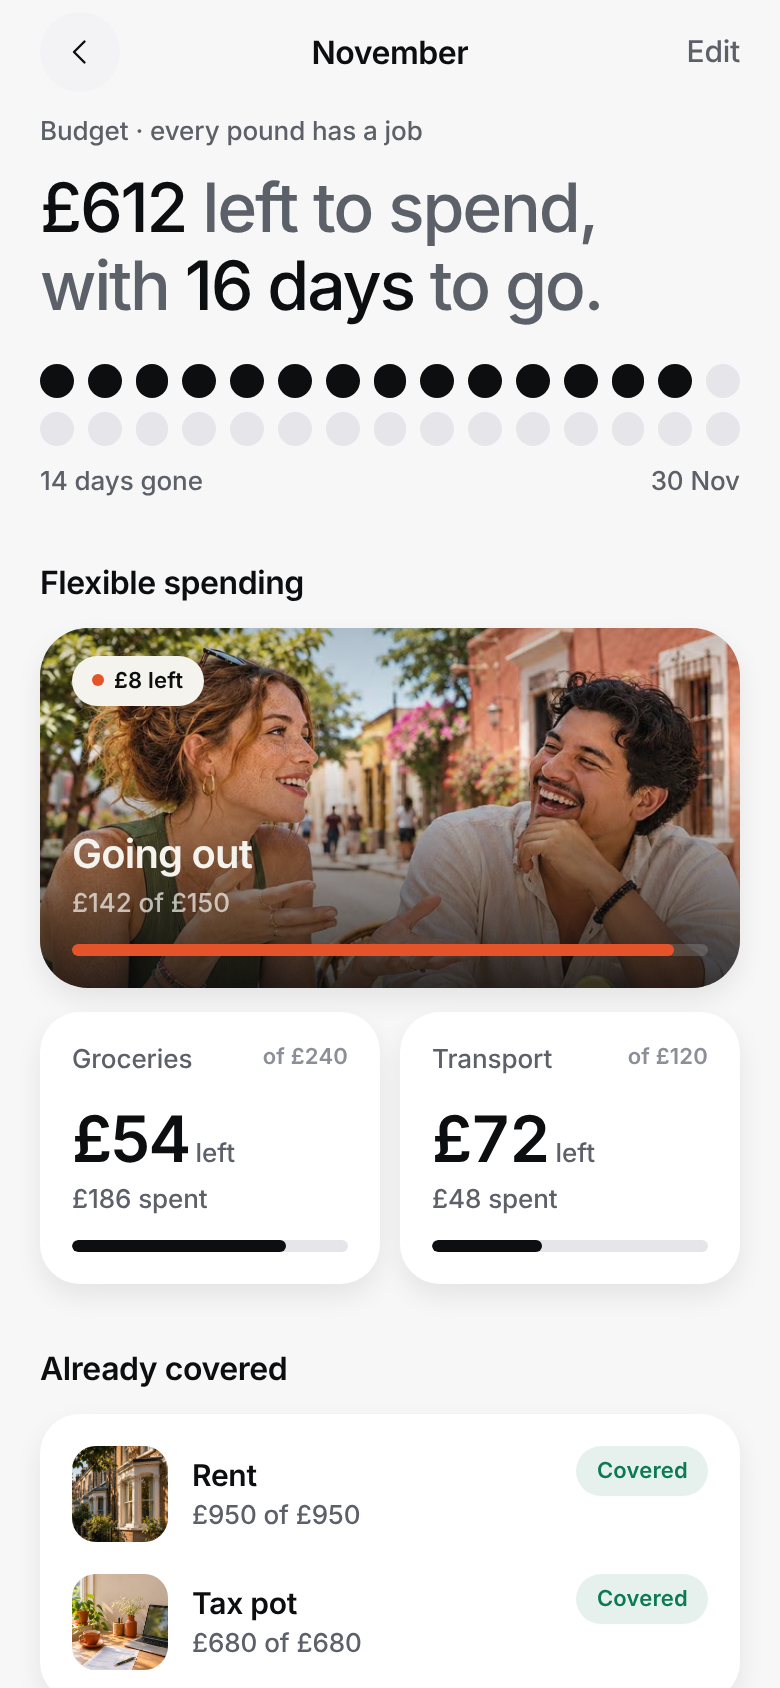 November
Edit
Budget · every pound has a job
£612 left to spend,
with 16 days to go.
14 days gone
30 Nov
Flexible spending
£8 left
Going out
£142 of £150
Groceries
of £240
£54 left
£186 spent
Transport
of £120
£72 left
£48 spent
Already covered
Rent
£950 of £950
Covered
Tax pot
£680 of £680
Covered